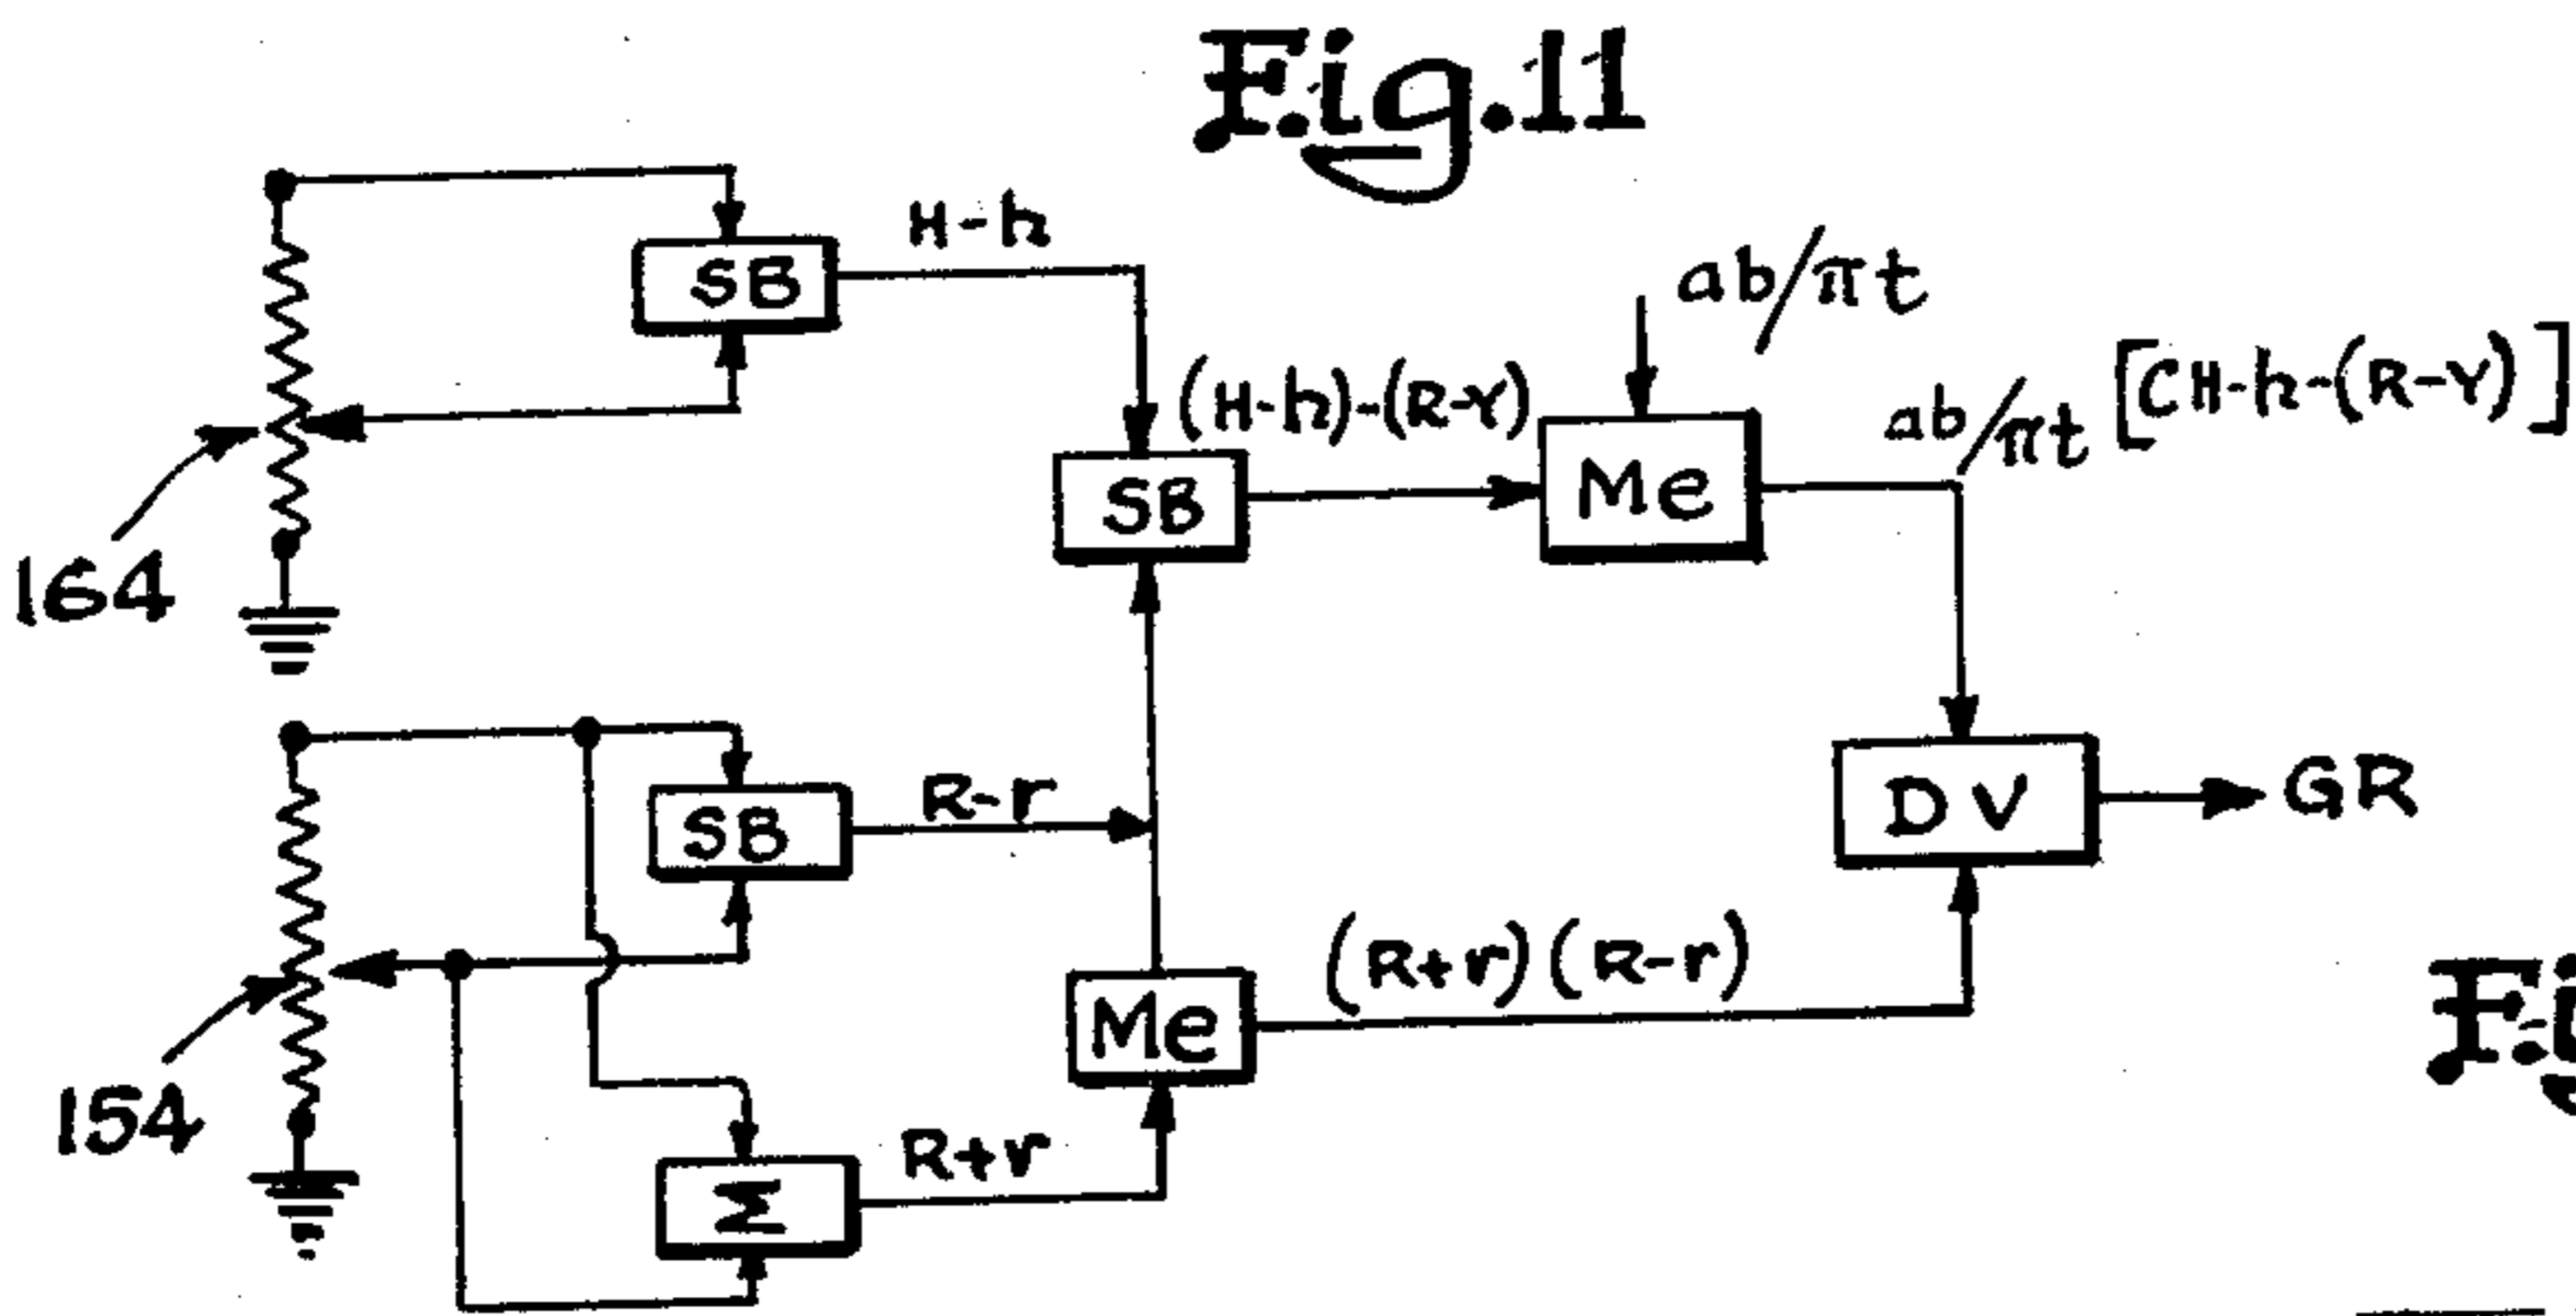 Fig.11
H-h
SB
ab/πt
(H-h)-(R-r)
ab/πt [CH-h-(R-r)]
SB
Me
164
R-r
SB
DV
GR
(R+r)(R-r)
Me
154
R+r
Σ